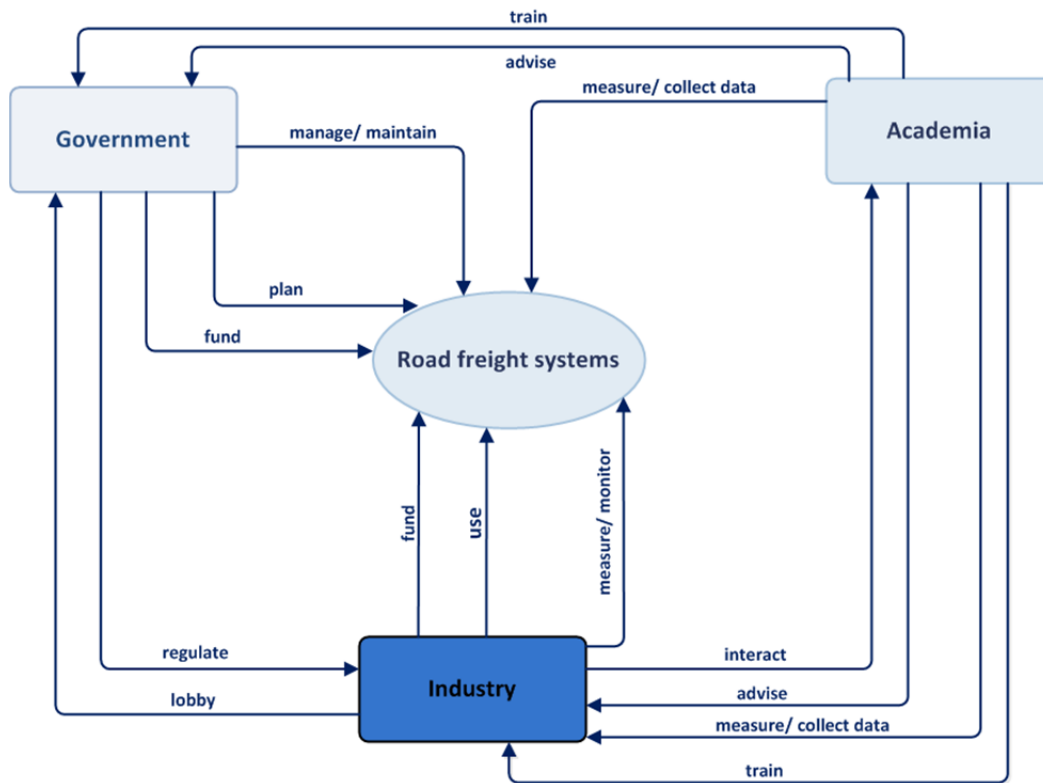 train
advise
measure/ collect data
Government
manage/ maintain
Academia
plan
fund
Road freight systems
fund
use
measure/ monitor
regulate
interact
Industry
lobby
advise
measure/ collect data
train